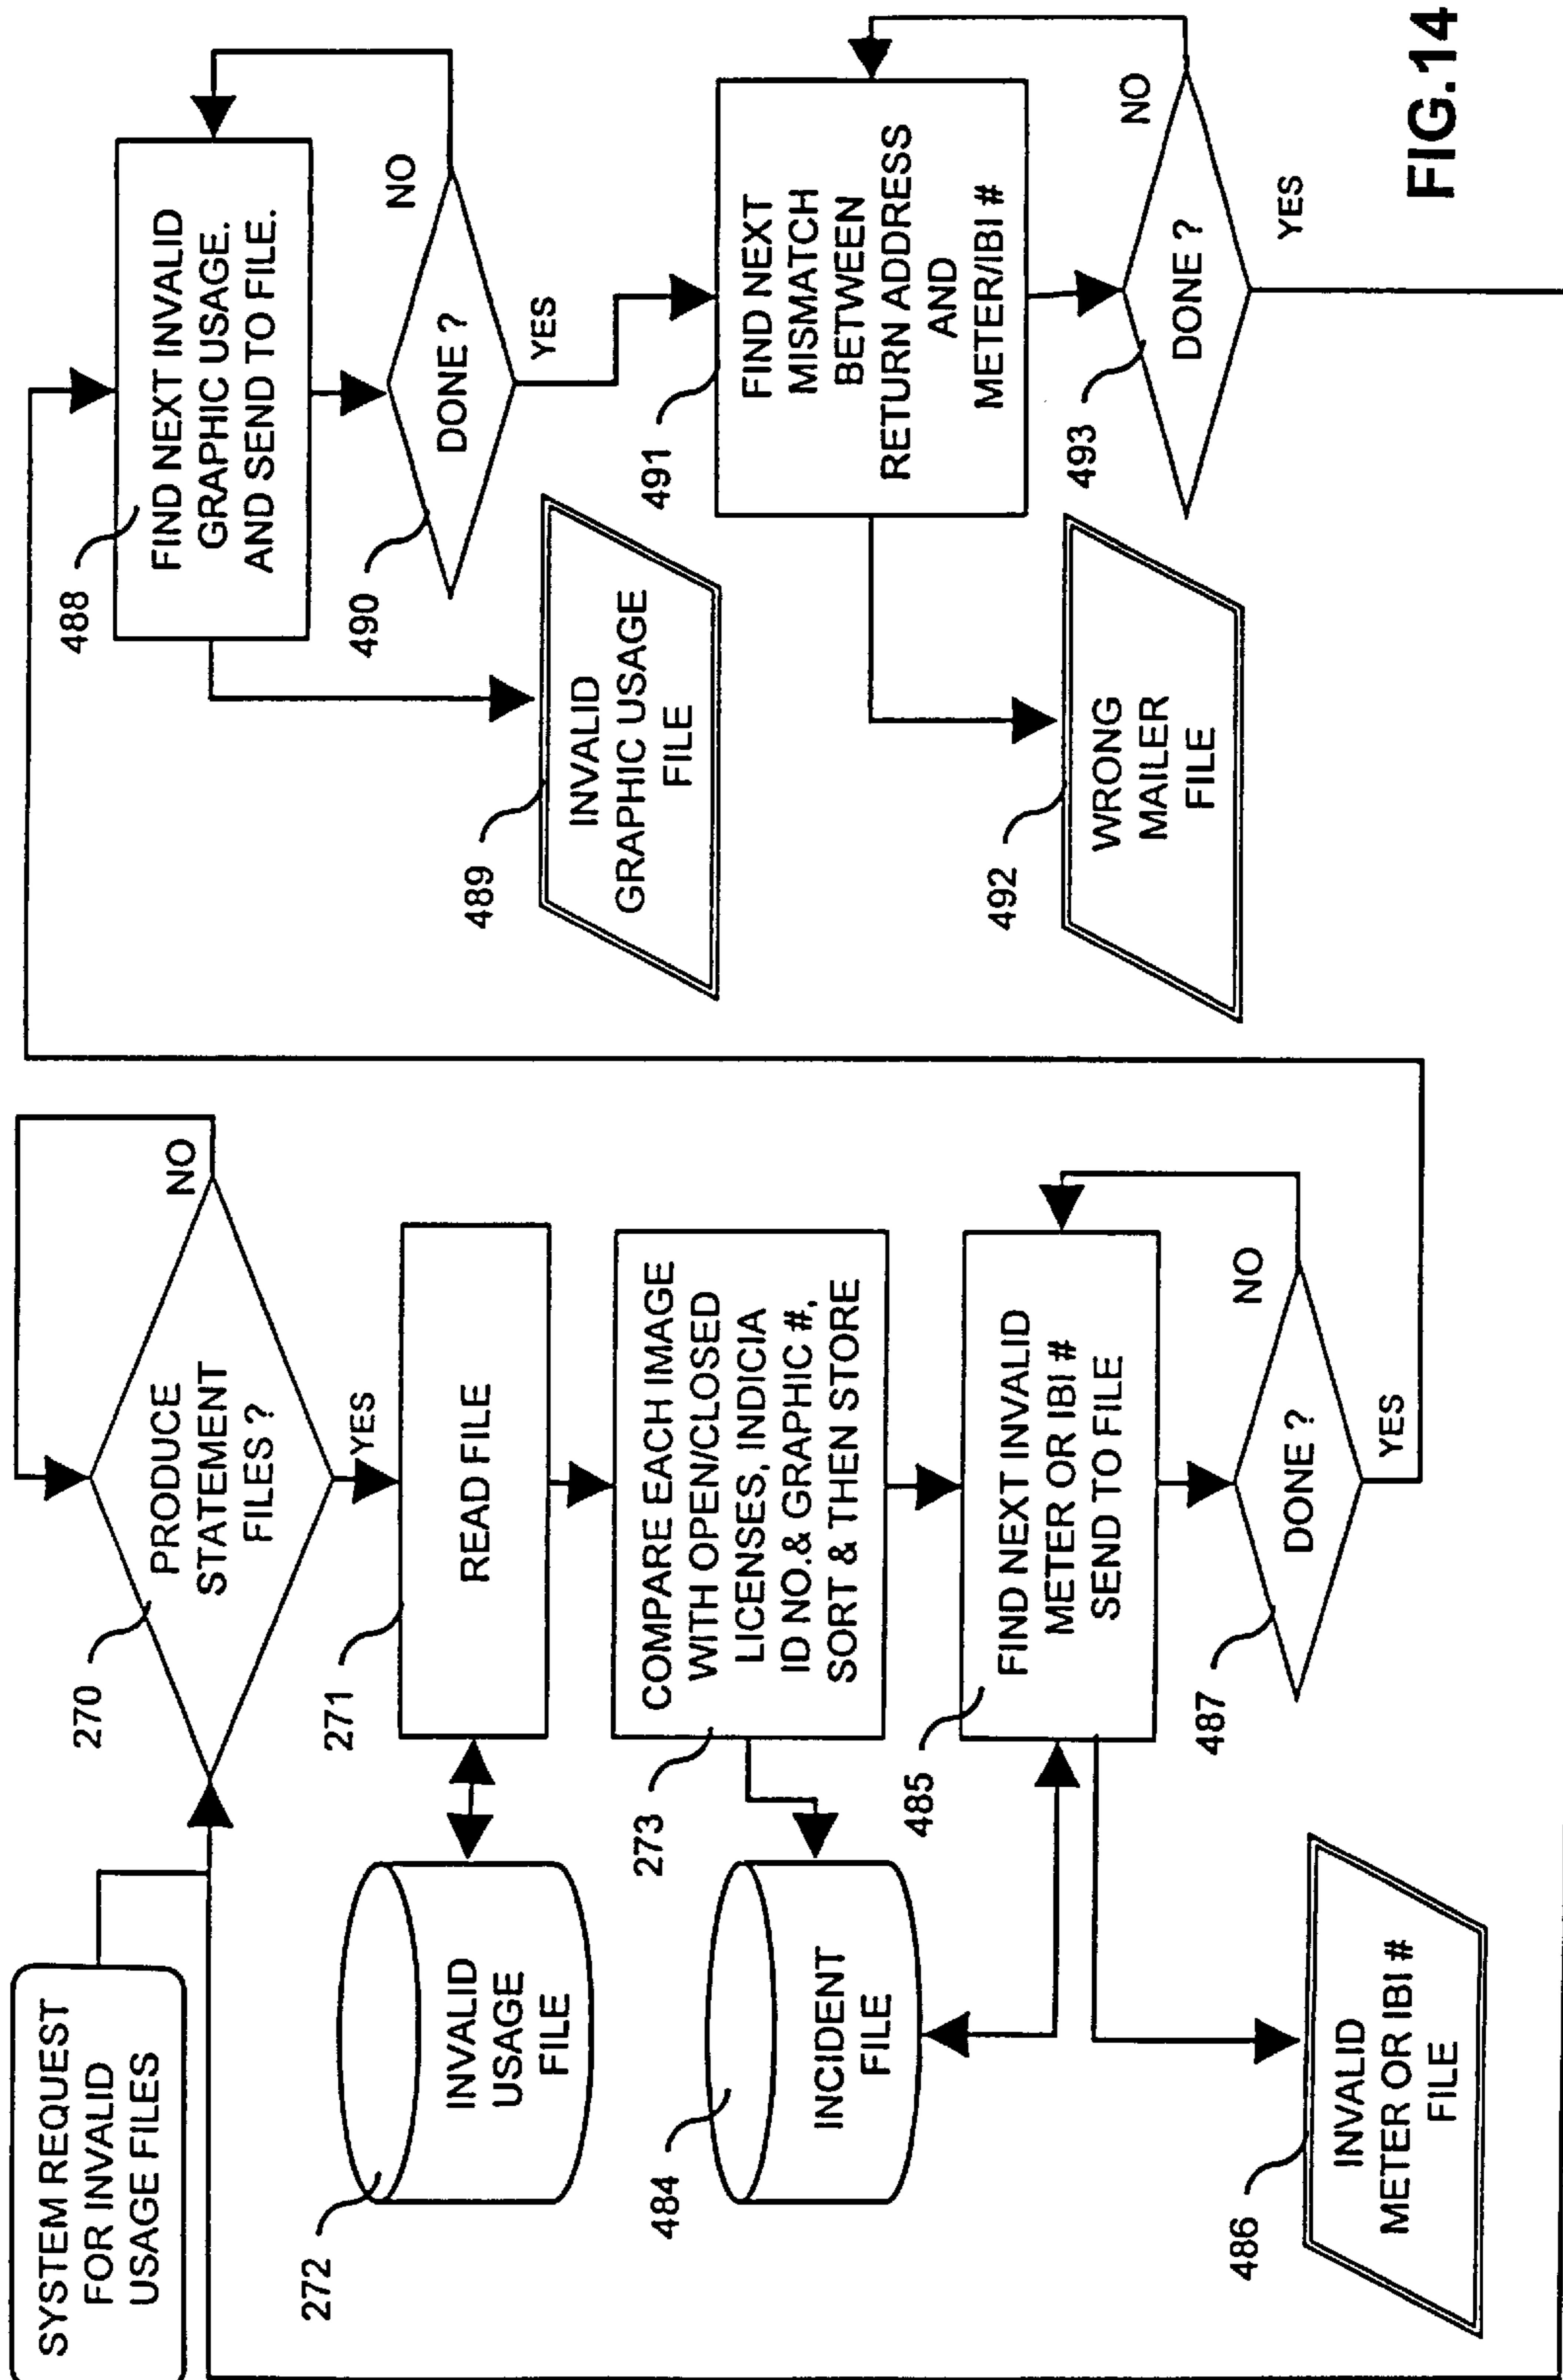 SYSTEM REQUEST
FOR INVALID
USAGE FILES
270
PRODUCE
STATEMENT
FILES ?
NO
YES
271
READ FILE
272
INVALID
USAGE
FILE
273
COMPARE EACH IMAGE
WITH OPEN/CLOSED
LICENSES, INDICIA
ID NO.& GRAPHIC #,
SORT & THEN STORE
484
INCIDENT
FILE
485
FIND NEXT INVALID
METER OR IBI #
SEND TO FILE
486
INVALID
METER OR IBI #
FILE
487
DONE ?
NO
YES
488
FIND NEXT INVALID
GRAPHIC USAGE.
AND SEND TO FILE.
489
INVALID
GRAPHIC USAGE
FILE
490
DONE ?
NO
YES
491
FIND NEXT
MISMATCH
BETWEEN
RETURN ADDRESS
AND
METER/IBI #
492
WRONG
MAILER
FILE
493
DONE ?
NO
YES
FIG.14